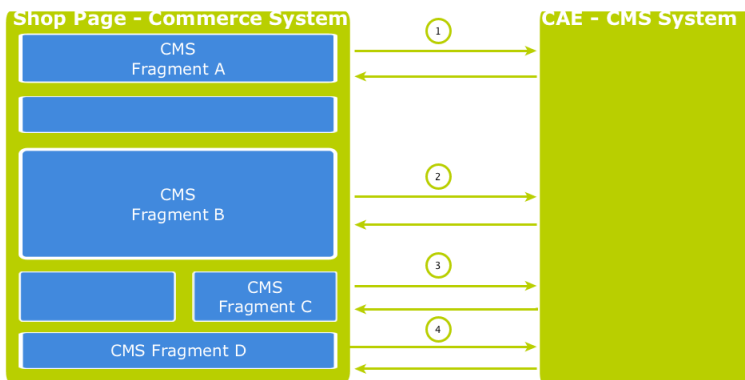 Shop Page - Commerce System
CAE - CMS System
CMS
Fragment A
1
CMS
Fragment B
2
CMS
Fragment C
3
CMS Fragment D
4